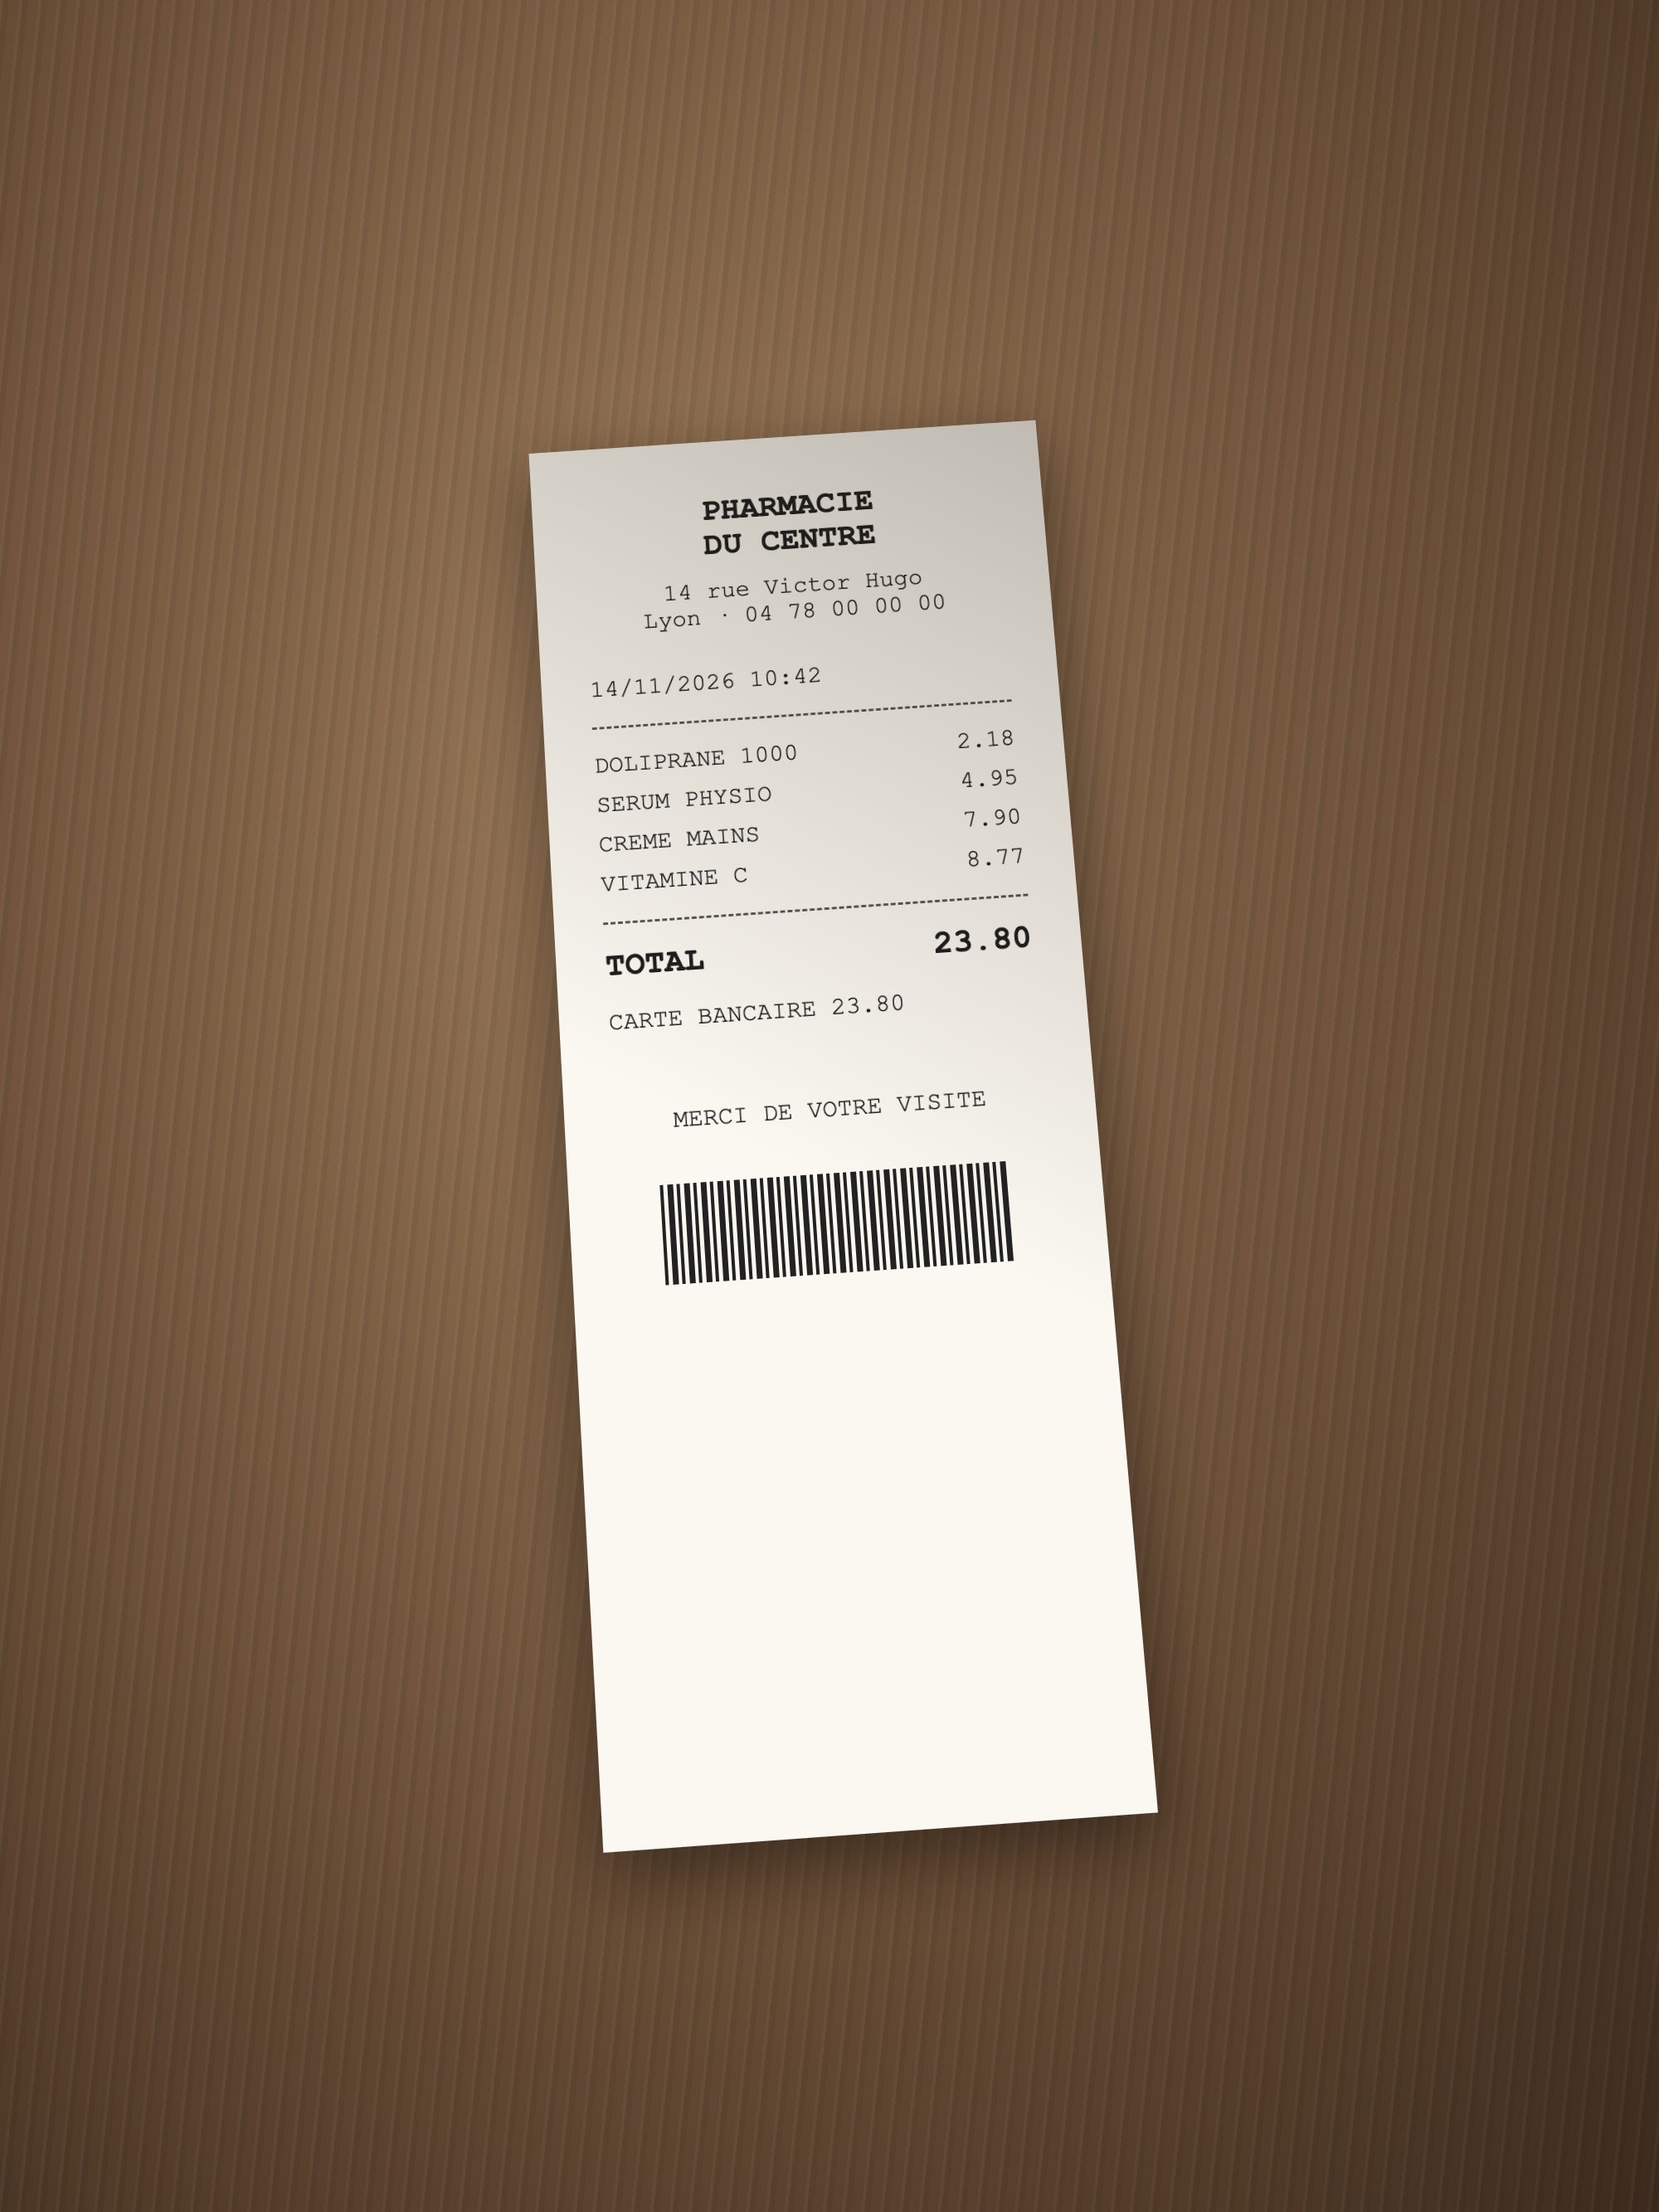 PHARMACIE
DU CENTRE
14 rue Victor Hugo
Lyon · 04 78 00 00 00
14/11/2026 10:42
DOLIPRANE 1000 2.18
SERUM PHYSIO 4.95
CREME MAINS 7.90
VITAMINE C 8.77
TOTAL 23.80
CARTE BANCAIRE 23.80
MERCI DE VOTRE VISITE